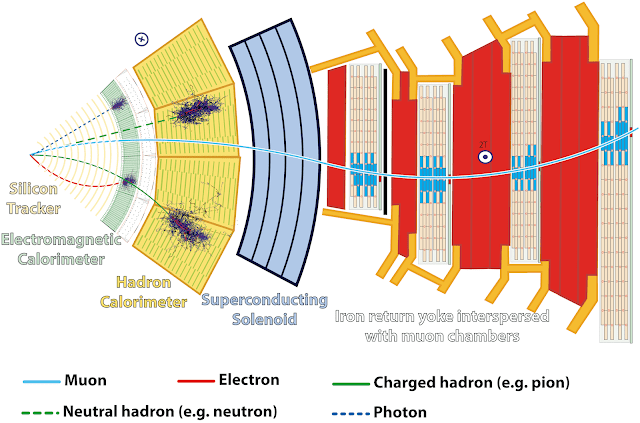 2T
Silicon
Tracker
Electromagnetic
Calorimeter
Hadron
Calorimeter
Superconducting
Solenoid
Iron return yoke interspersed
with muon chambers
Muon
Electron
Charged hadron (e.g. pion)
Neutral hadron (e.g. neutron)
Photon